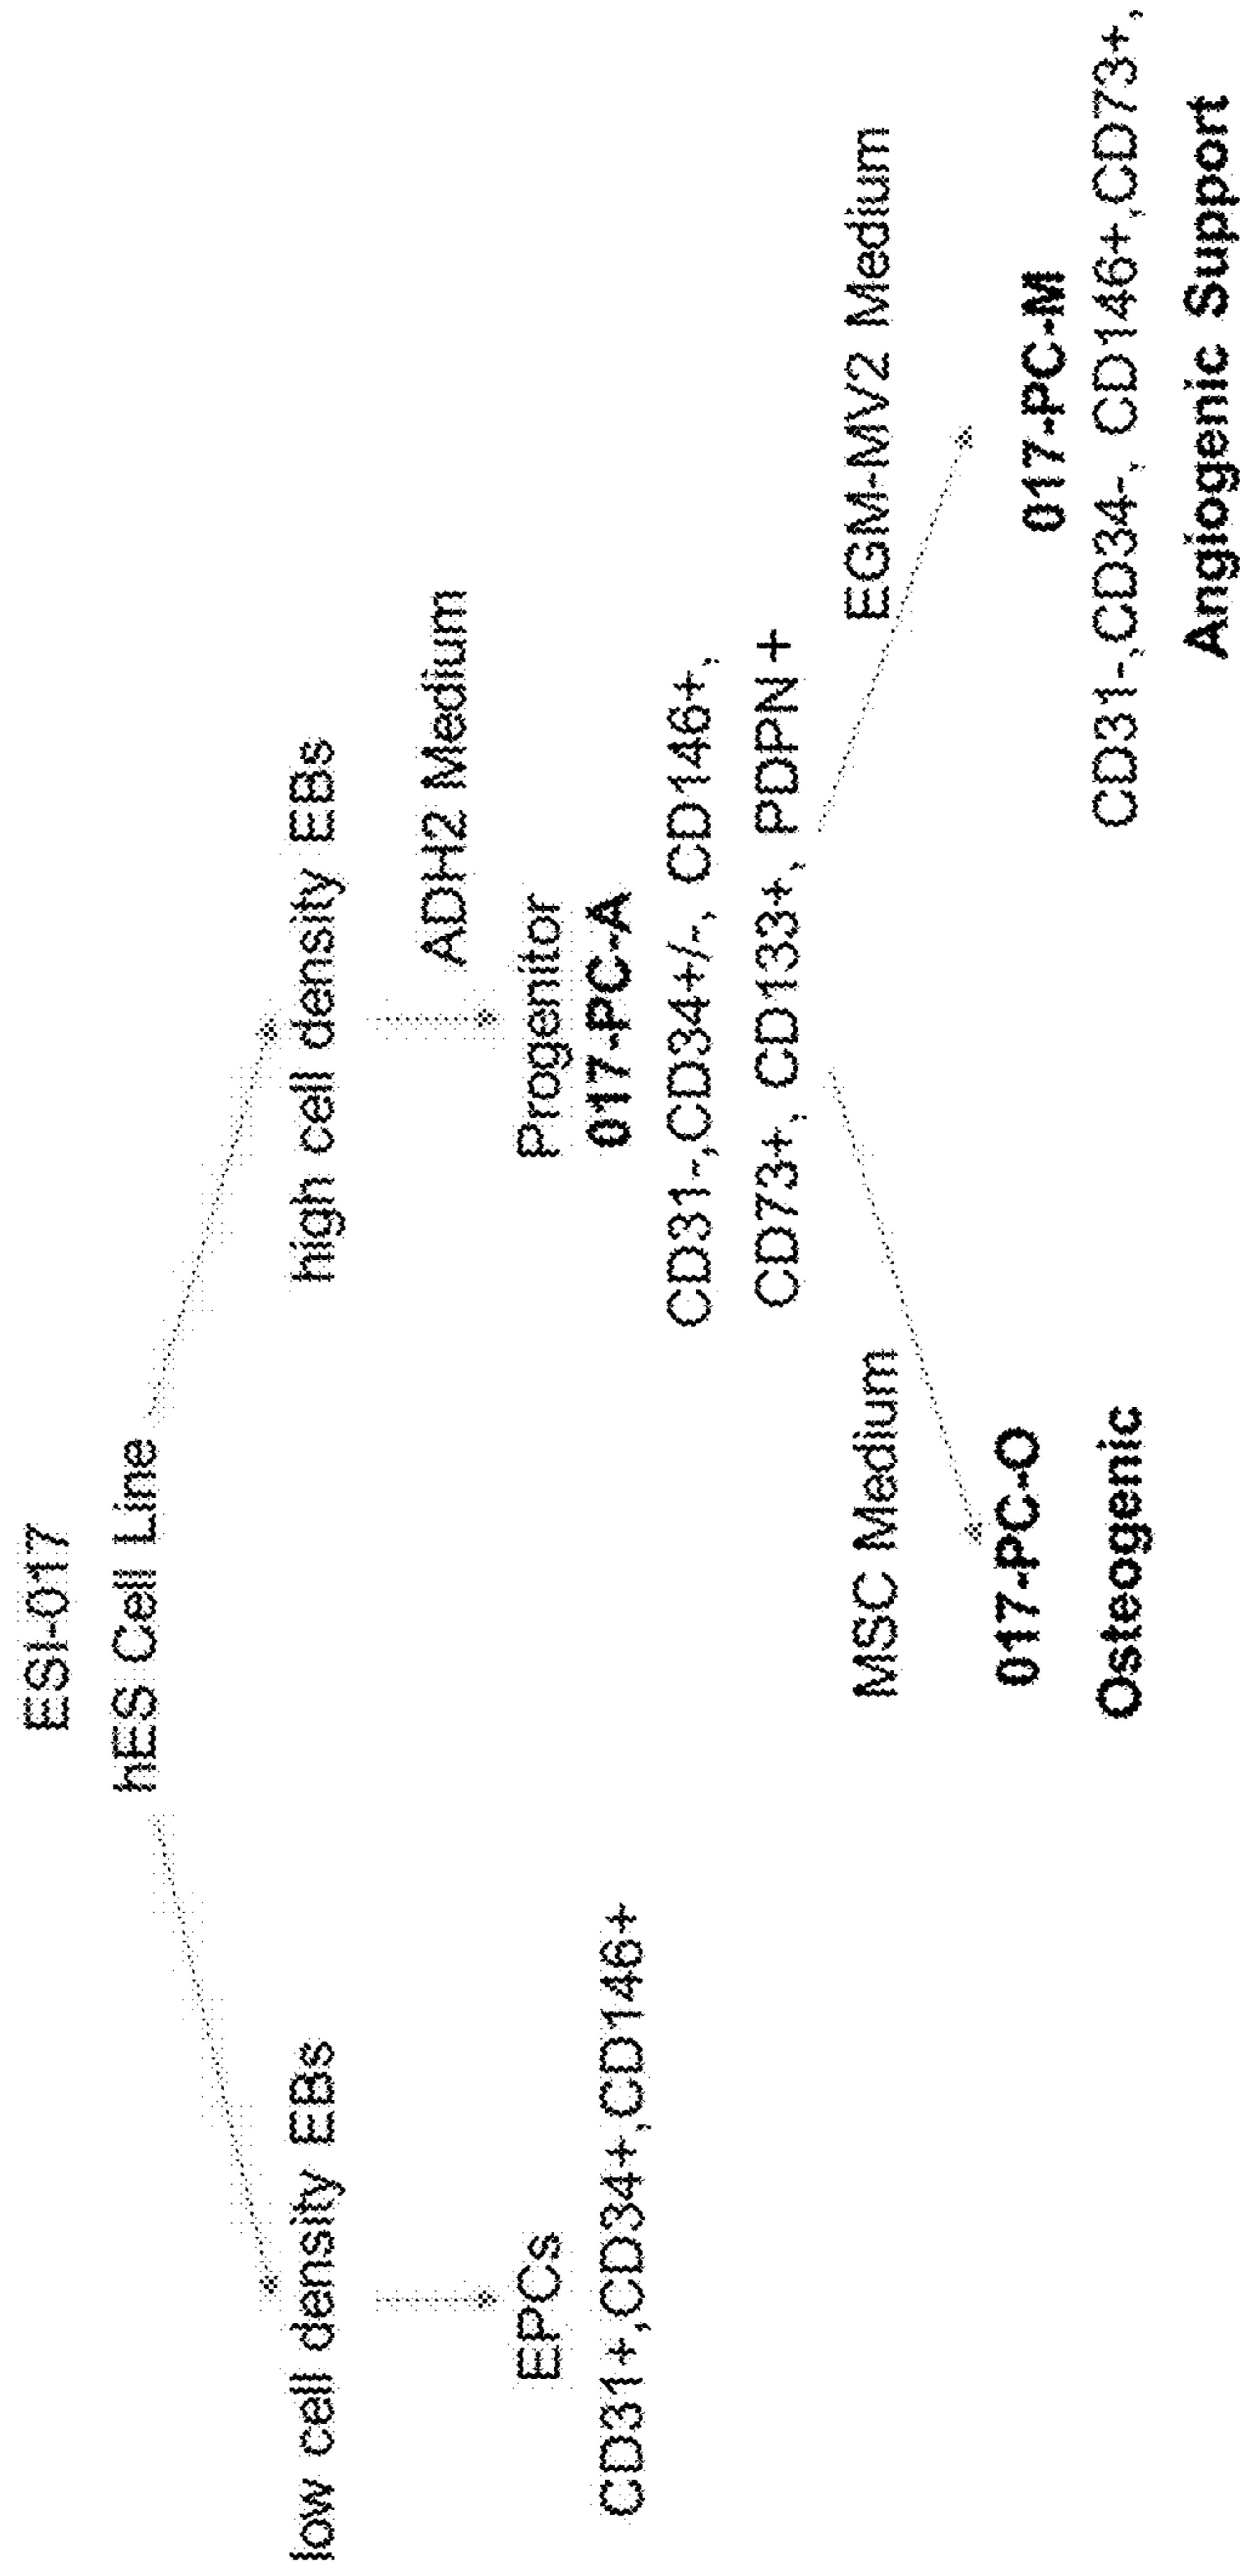 ESI-017
hES Cell Line
low cell density EBs
high cell density EBs
ADH2 Medium
EPCs
CD31+,CD34+,CD146+
Progenitor
017-PC-A
CD31-,CD34+/-, CD146+,
CD73+, CD133+, PDPN+
MSC Medium
EGM-MV2 Medium
017-PC-O
Osteogenic
017-PC-M
CD31-,CD34-, CD146+,CD73+,
Angiogenic Support